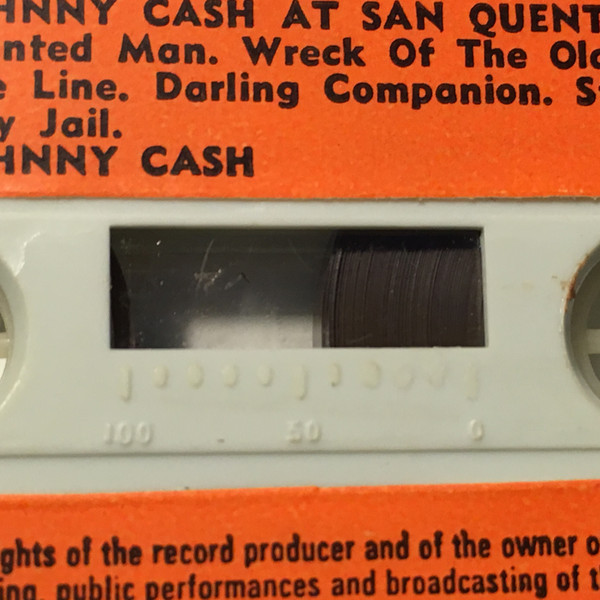 HNNY CASH AT SAN QUENT
nted Man. Wreck Of The Old
e Line. Darling Companion. S
y Jail.
HNNY CASH
100 50 0
ghts of the record producer and of the owner o
ing, public performances and broadcasting of t